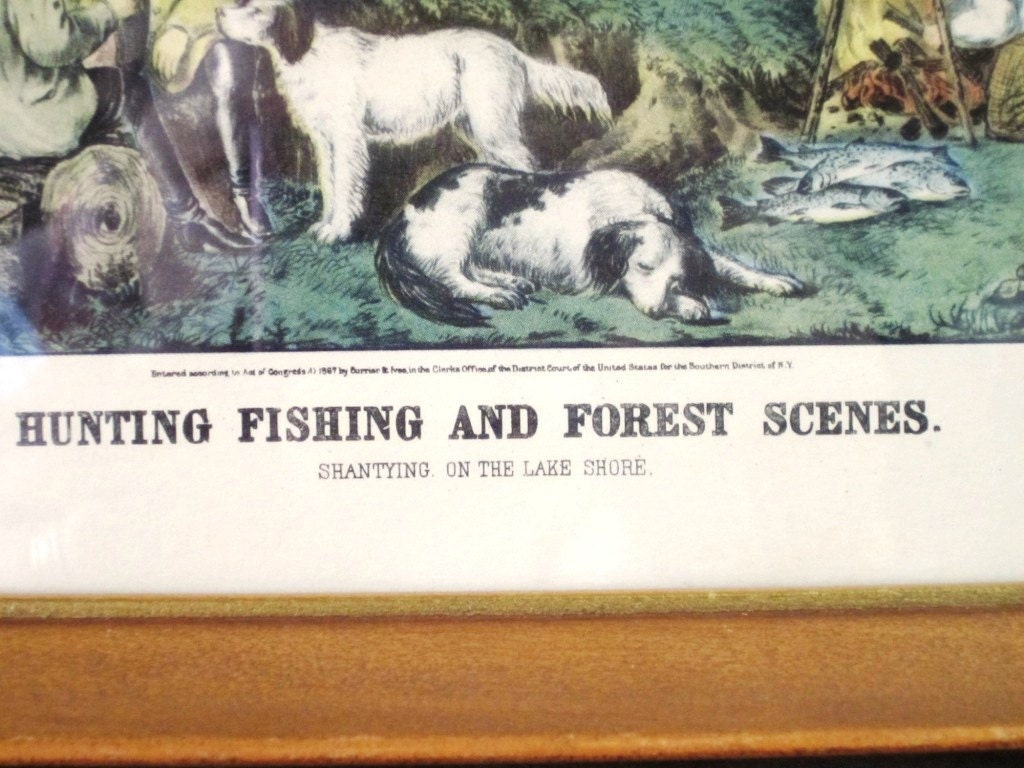 Entered according to Act of Congress AD 1867 by Currier & Ives, in the Clerks Office, of the District Court, of the United States for the Southern District of N.Y.
HUNTING FISHING AND FOREST SCENES.
SHANTYING. ON THE LAKE SHORE.